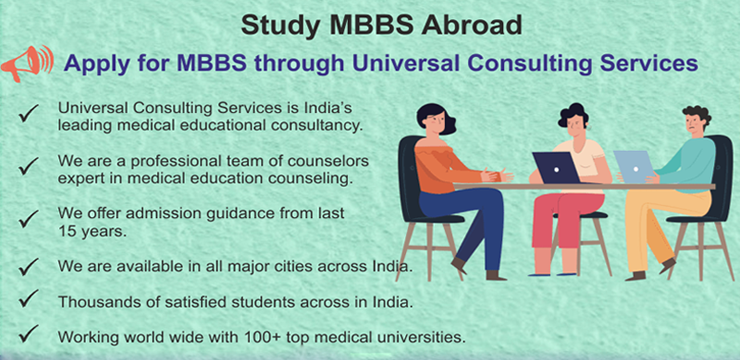 Study MBBS Abroad
Apply for MBBS through Universal Consulting Services
Universal Consulting Services is India's
leading medical educational consultancy.
We are a professional team of counselors
expert in medical education counseling.
We offer admission guidance from last
15 years.
We are available in all major cities across India.
Thousands of satisfied students across in India.
Working world wide with 100+ top medical universities.